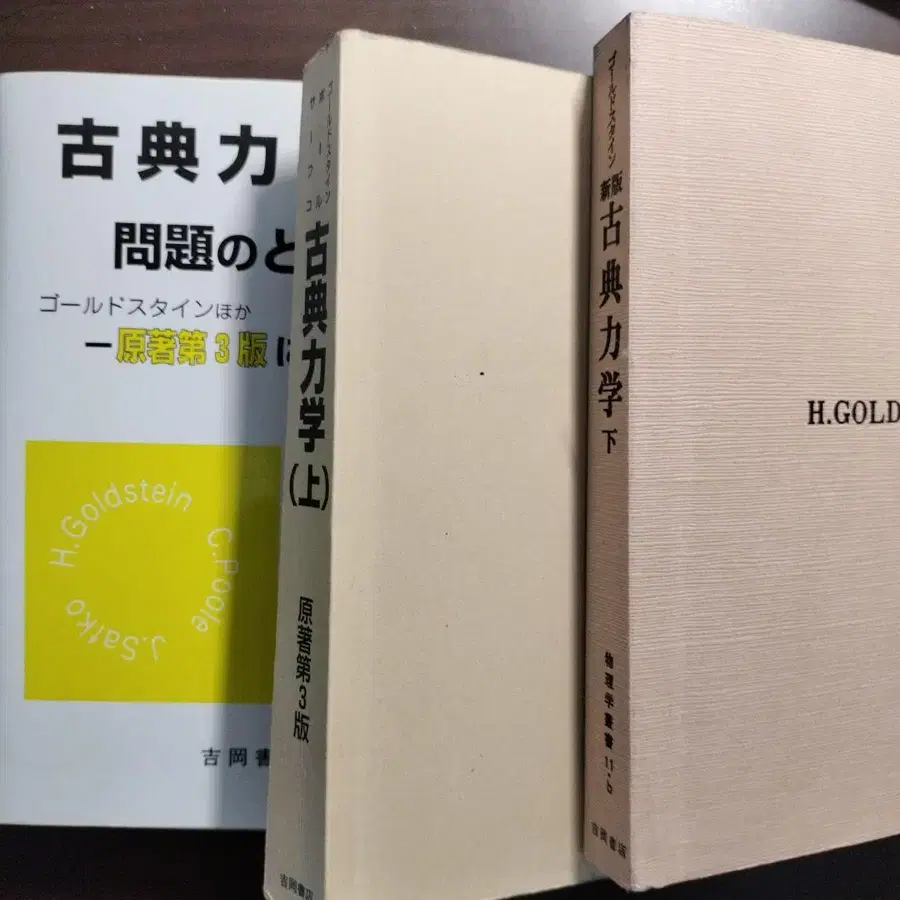 古典力
問題のと
ゴールドスタインほか
ー原著第3版に
H.Goldstein
C.Poole
J.Safko
吉岡書
ゴールドスタイン
ポール
サーフコ
古典力学(上)
原著第3版
吉岡書店
ゴールドスタイン
新版
古典力学 下
物理学叢書 11・b
吉岡書店
H.GOLD